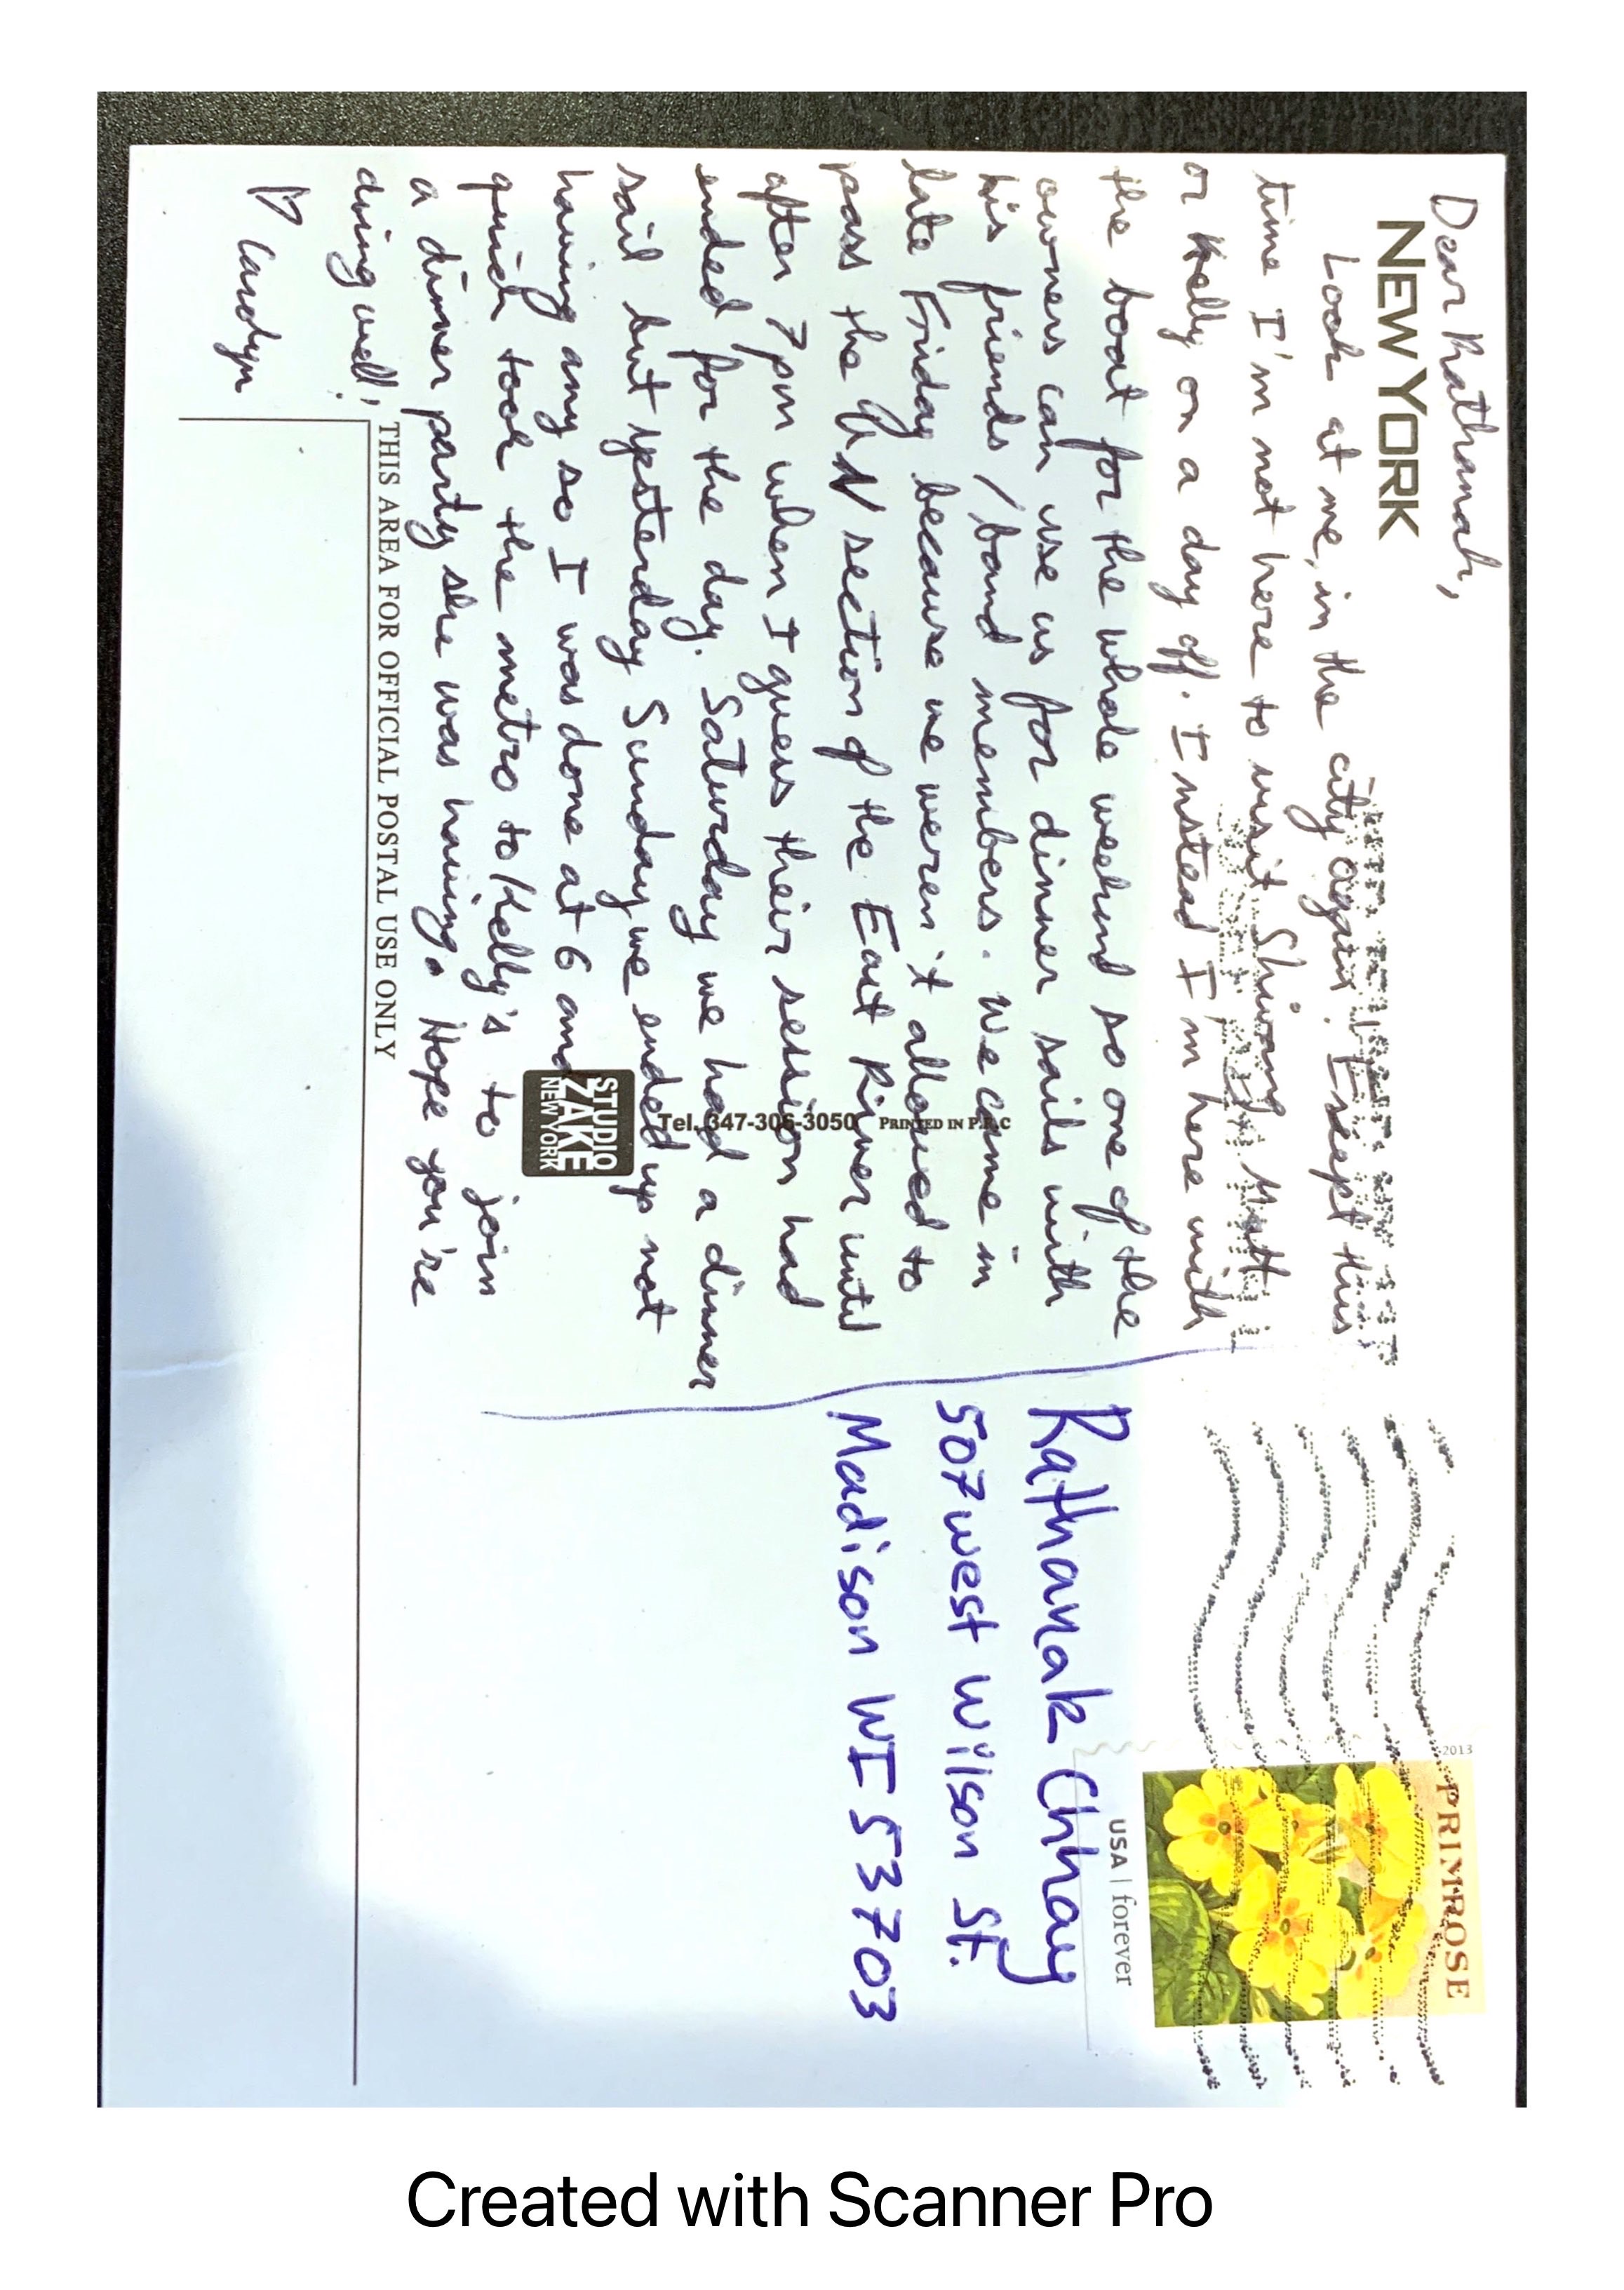 Dear Rathanak,
NEW YORK
Look at me, in the city again! Exept this
time I'm not here to visit Shivang, Matt
or Kelly on a day off. Instead I'm here with
the boat for the whole weekend so one of the
owners can use us for dinner sails with
his friends / band members. We came in
late Friday because we weren't allowed to
pass the UN section of the East River until
after 7pm when I guess their session had
ended for the day. Saturday we had a dinner
sail but yesterday Sunday we ended up not
having any so I was done at 6 and
quick took the metro to Kelly's to join
a dinner party she was having. Hope you're
doing well!
♡ Carolyn
THIS AREA FOR OFFICIAL POSTAL USE ONLY
STUDIO
ZAKE
NEW YORK
Tel. 347-306-3050 PRINTED IN P.R.C
Rathanak Chhay
507 west Wilson St.
Madison WI 53703
2013
PRIMROSE
USA | forever
Created with Scanner Pro